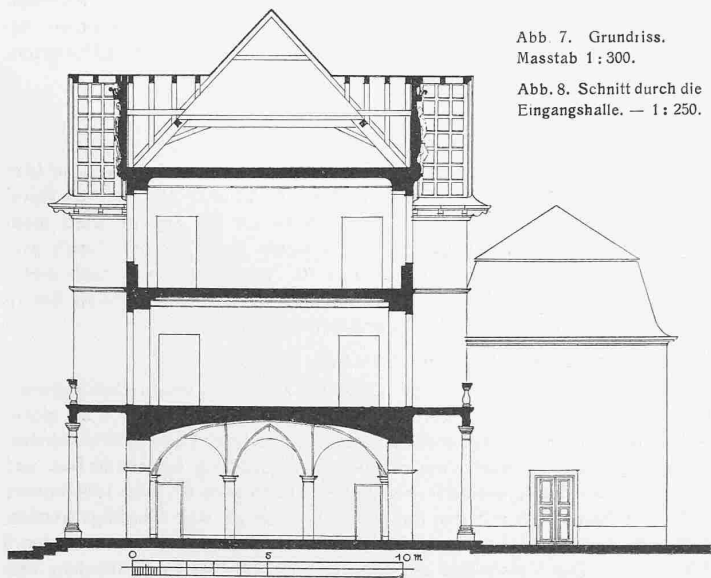 Abb. 7. Grundriss.
Masstab 1 : 300.
Abb. 8. Schnitt durch die
Eingangshalle. — 1 : 250.
0 5 10 m